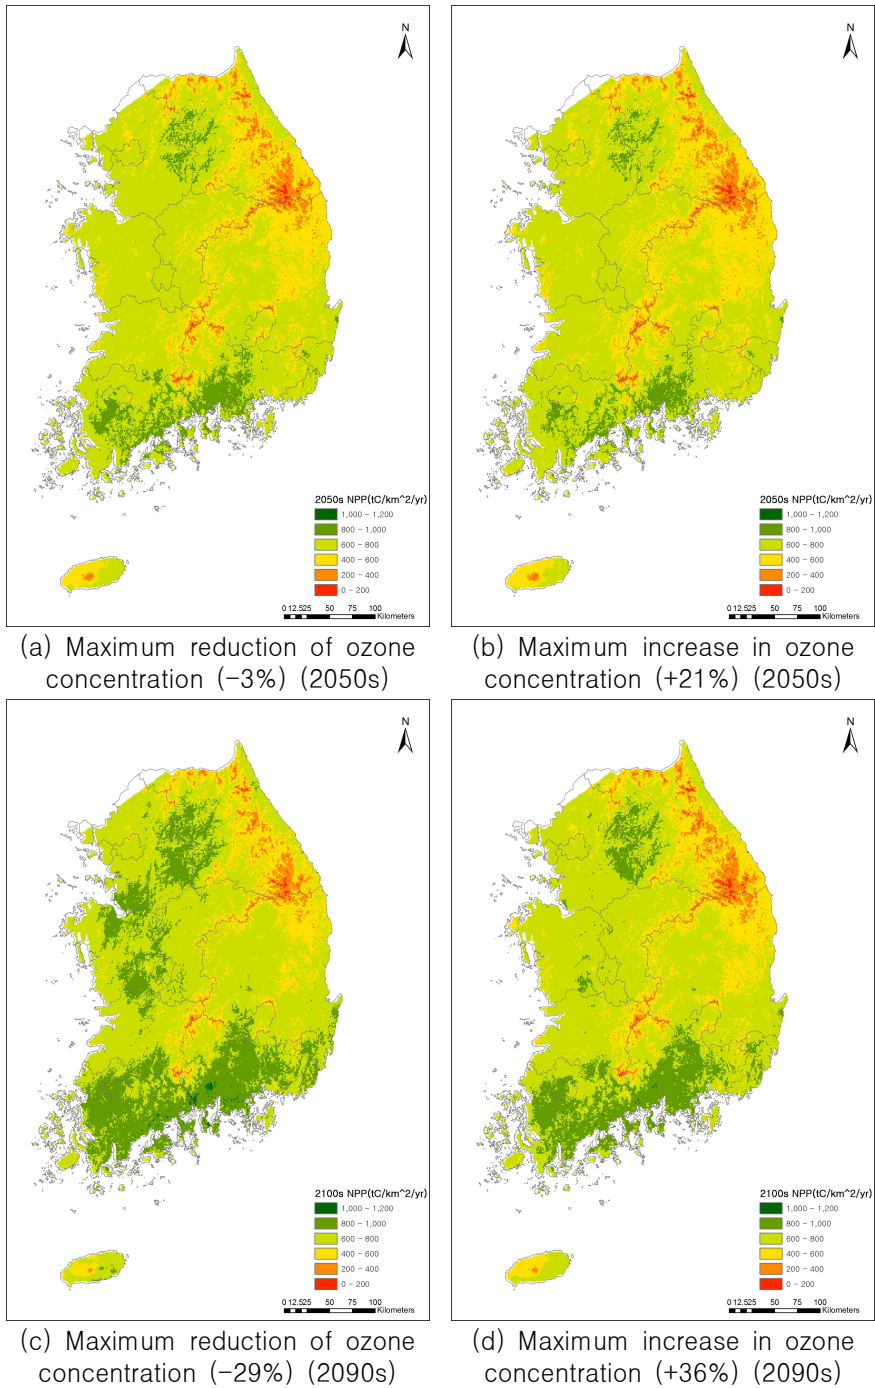 N
2050s NPP(tC/km^2/yr)
1,000 - 1,200
800 - 1,000
600 - 800
400 - 600
200 - 400
0 - 200
0 12.525 50 75 100
Kilometers
N
2050s NPP(tC/km^2/yr)
1,000 - 1,200
800 - 1,000
600 - 800
400 - 600
200 - 400
0 - 200
0 12.525 50 75 100
Kilometers
(a) Maximum reduction of ozone
concentration (-3%) (2050s)
(b) Maximum increase in ozone
concentration (+21%) (2050s)
N
2100s NPP(tC/km^2/yr)
1,000 - 1,200
800 - 1,000
600 - 800
400 - 600
200 - 400
0 - 200
0 12.525 50 75 100
Kilometers
N
2100s NPP(tC/km^2/yr)
1,000 - 1,200
800 - 1,000
600 - 800
400 - 600
200 - 400
0 - 200
0 12.525 50 75 100
Kilometers
(c) Maximum reduction of ozone
concentration (-29%) (2090s)
(d) Maximum increase in ozone
concentration (+36%) (2090s)